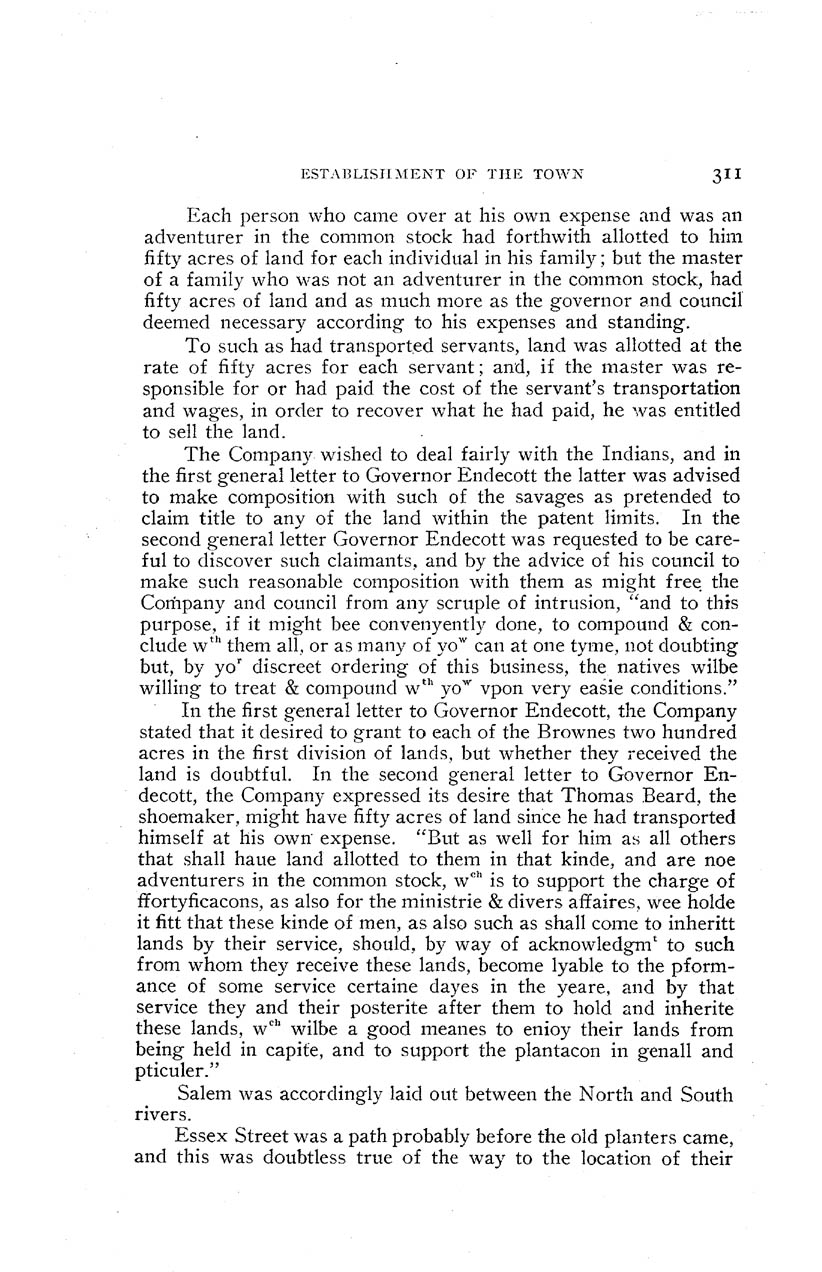 ESTABLISHMENT OF THE TOWN 311
Each person who came over at his own expense and was an
adventurer in the common stock had forthwith allotted to him
fifty acres of land for each individual in his family; but the master
of a family who was not an adventurer in the common stock, had
fifty acres of land and as much more as the governor and council
deemed necessary according to his expenses and standing.
To such as had transported servants, land was allotted at the
rate of fifty acres for each servant; and, if the master was re-
sponsible for or had paid the cost of the servant's transportation
and wages, in order to recover what he had paid, he was entitled
to sell the land.
The Company wished to deal fairly with the Indians, and in
the first general letter to Governor Endecott the latter was advised
to make composition with such of the savages as pretended to
claim title to any of the land within the patent limits. In the
second general letter Governor Endecott was requested to be care-
ful to discover such claimants, and by the advice of his council to
make such reasonable composition with them as might free the
Company and council from any scruple of intrusion, "and to this
purpose, if it might bee convenyently done, to compound & con-
clude wᵗʰ them all, or as many of yoʷ can at one tyme, not doubting
but, by yoʳ discreet ordering of this business, the natives wilbe
willing to treat & compound wᵗʰ yoʷ vpon very easie conditions."
In the first general letter to Governor Endecott, the Company
stated that it desired to grant to each of the Brownes two hundred
acres in the first division of lands, but whether they received the
land is doubtful. In the second general letter to Governor En-
decott, the Company expressed its desire that Thomas Beard, the
shoemaker, might have fifty acres of land since he had transported
himself at his own expense. "But as well for him as all others
that shall haue land allotted to them in that kinde, and are noe
adventurers in the common stock, wᶜʰ is to support the charge of
ffortyficacons, as also for the ministrie & divers affaires, wee holde
it fitt that these kinde of men, as also such as shall come to inheritt
lands by their service, should, by way of acknowledgmᵗ to such
from whom they receive these lands, become lyable to the pform-
ance of some service certaine dayes in the yeare, and by that
service they and their posterite after them to hold and inherite
these lands, wᶜʰ wilbe a good meanes to enioy their lands from
being held in capite, and to support the plantacon in genall and
pticuler."
Salem was accordingly laid out between the North and South
rivers.
Essex Street was a path probably before the old planters came,
and this was doubtless true of the way to the location of their